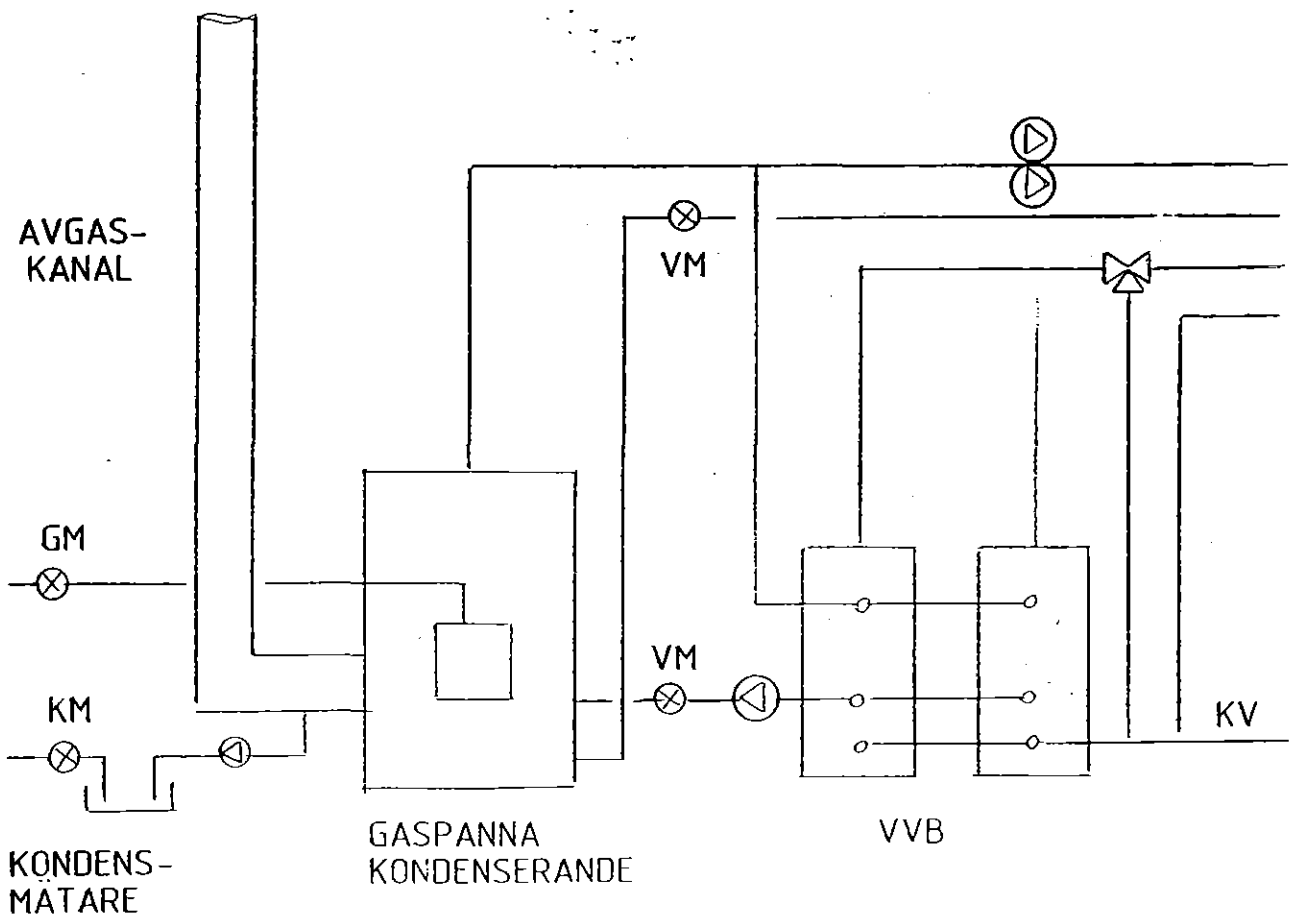 AVGAS-
KANAL
VM
GM
VM
KM
KV
GASPANNA
KONDENSERANDE
VVB
KONDENS-
MÄTARE